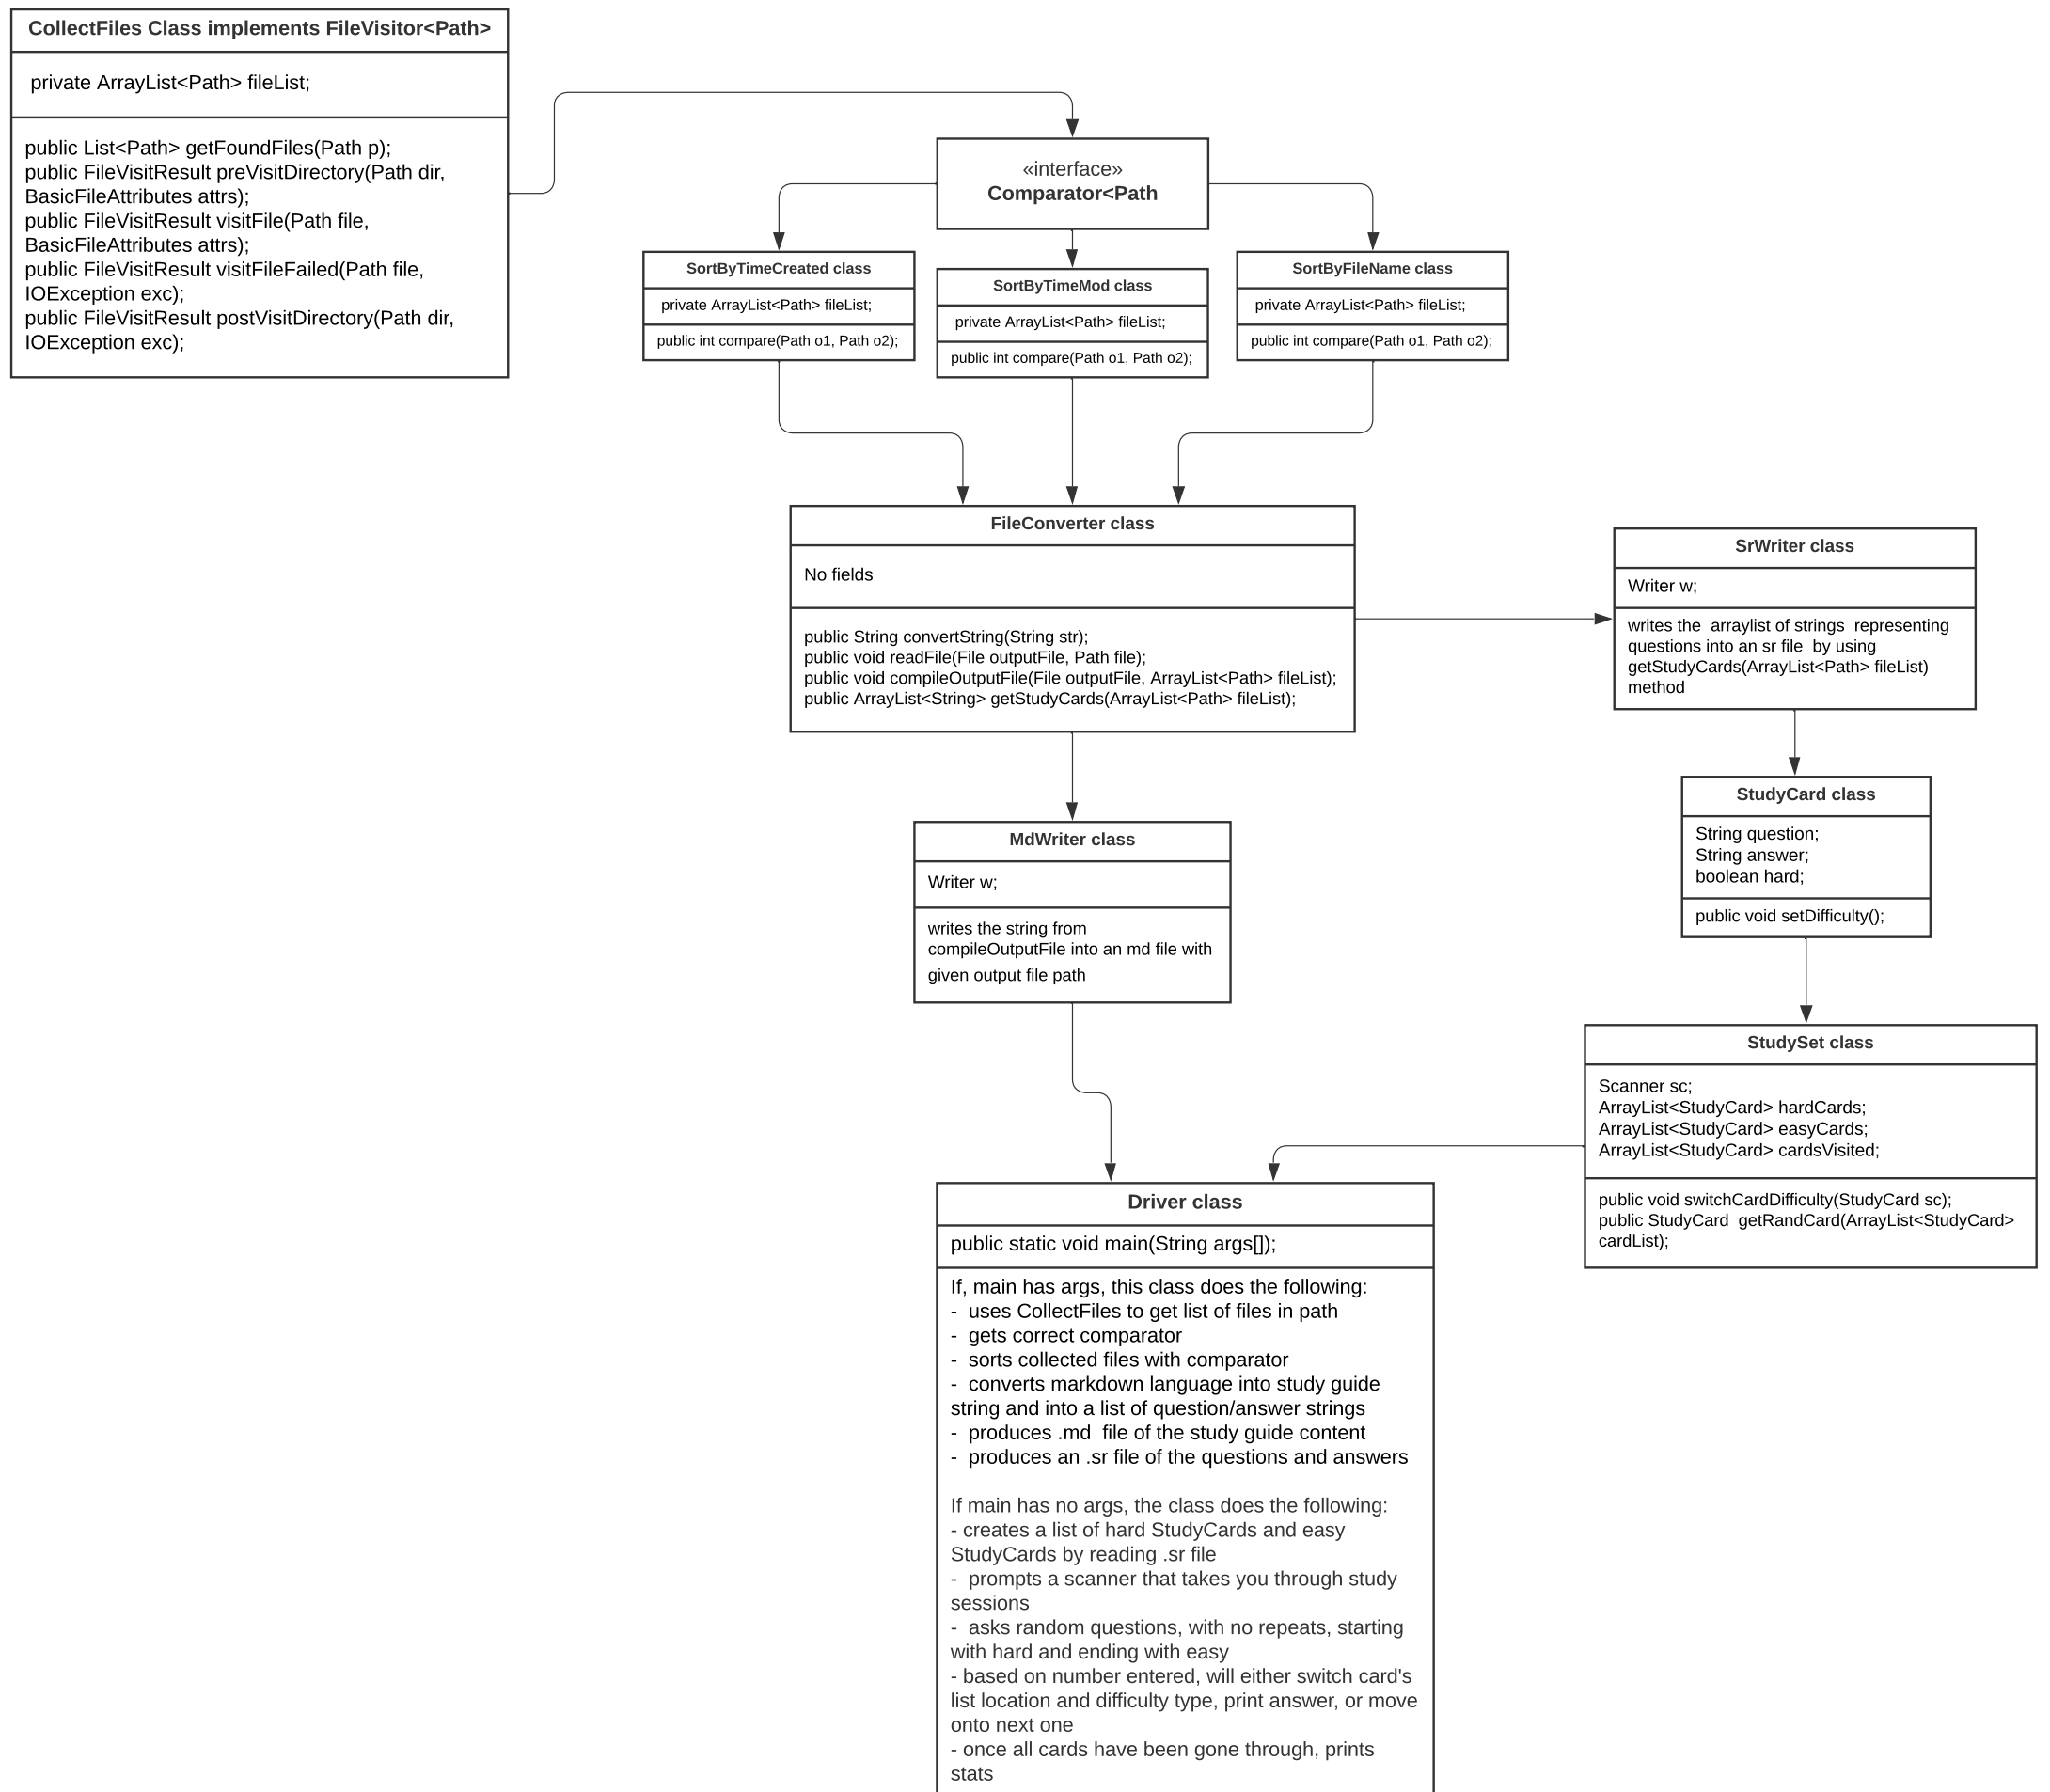 CollectFiles Class implements FileVisitor<Path>
private ArrayList<Path> fileList;
public List<Path> getFoundFiles(Path p);
public FileVisitResult preVisitDirectory(Path dir,
BasicFileAttributes attrs);
public FileVisitResult visitFile(Path file,
BasicFileAttributes attrs);
public FileVisitResult visitFileFailed(Path file,
IOException exc);
public FileVisitResult postVisitDirectory(Path dir,
IOException exc);
«interface»
Comparator<Path
SortByTimeCreated class
private ArrayList<Path> fileList;
public int compare(Path o1, Path o2);
SortByTimeMod class
private ArrayList<Path> fileList;
public int compare(Path o1, Path o2);
SortByFileName class
private ArrayList<Path> fileList;
public int compare(Path o1, Path o2);
FileConverter class
No fields
public String convertString(String str);
public void readFile(File outputFile, Path file);
public void compileOutputFile(File outputFile, ArrayList<Path> fileList);
public ArrayList<String> getStudyCards(ArrayList<Path> fileList);
SrWriter class
Writer w;
writes the  arraylist of strings  representing
questions into an sr file  by using
getStudyCards(ArrayList<Path> fileList)
method
MdWriter class
Writer w;
writes the string from
compileOutputFile into an md file with
given output file path
StudyCard class
String question;
String answer;
boolean hard;
public void setDifficulty();
StudySet class
Scanner sc;
ArrayList<StudyCard> hardCards;
ArrayList<StudyCard> easyCards;
ArrayList<StudyCard> cardsVisited;
public void switchCardDifficulty(StudyCard sc);
public StudyCard  getRandCard(ArrayList<StudyCard>
cardList);
Driver class
public static void main(String args[]);
If, main has args, this class does the following:
-  uses CollectFiles to get list of files in path
-  gets correct comparator
-  sorts collected files with comparator
-  converts markdown language into study guide
string and into a list of question/answer strings
-  produces .md  file of the study guide content
-  produces an .sr file of the questions and answers
If main has no args, the class does the following:
- creates a list of hard StudyCards and easy
StudyCards by reading .sr file
-  prompts a scanner that takes you through study
sessions
-  asks random questions, with no repeats, starting
with hard and ending with easy
- based on number entered, will either switch card's
list location and difficulty type, print answer, or move
onto next one
- once all cards have been gone through, prints
stats